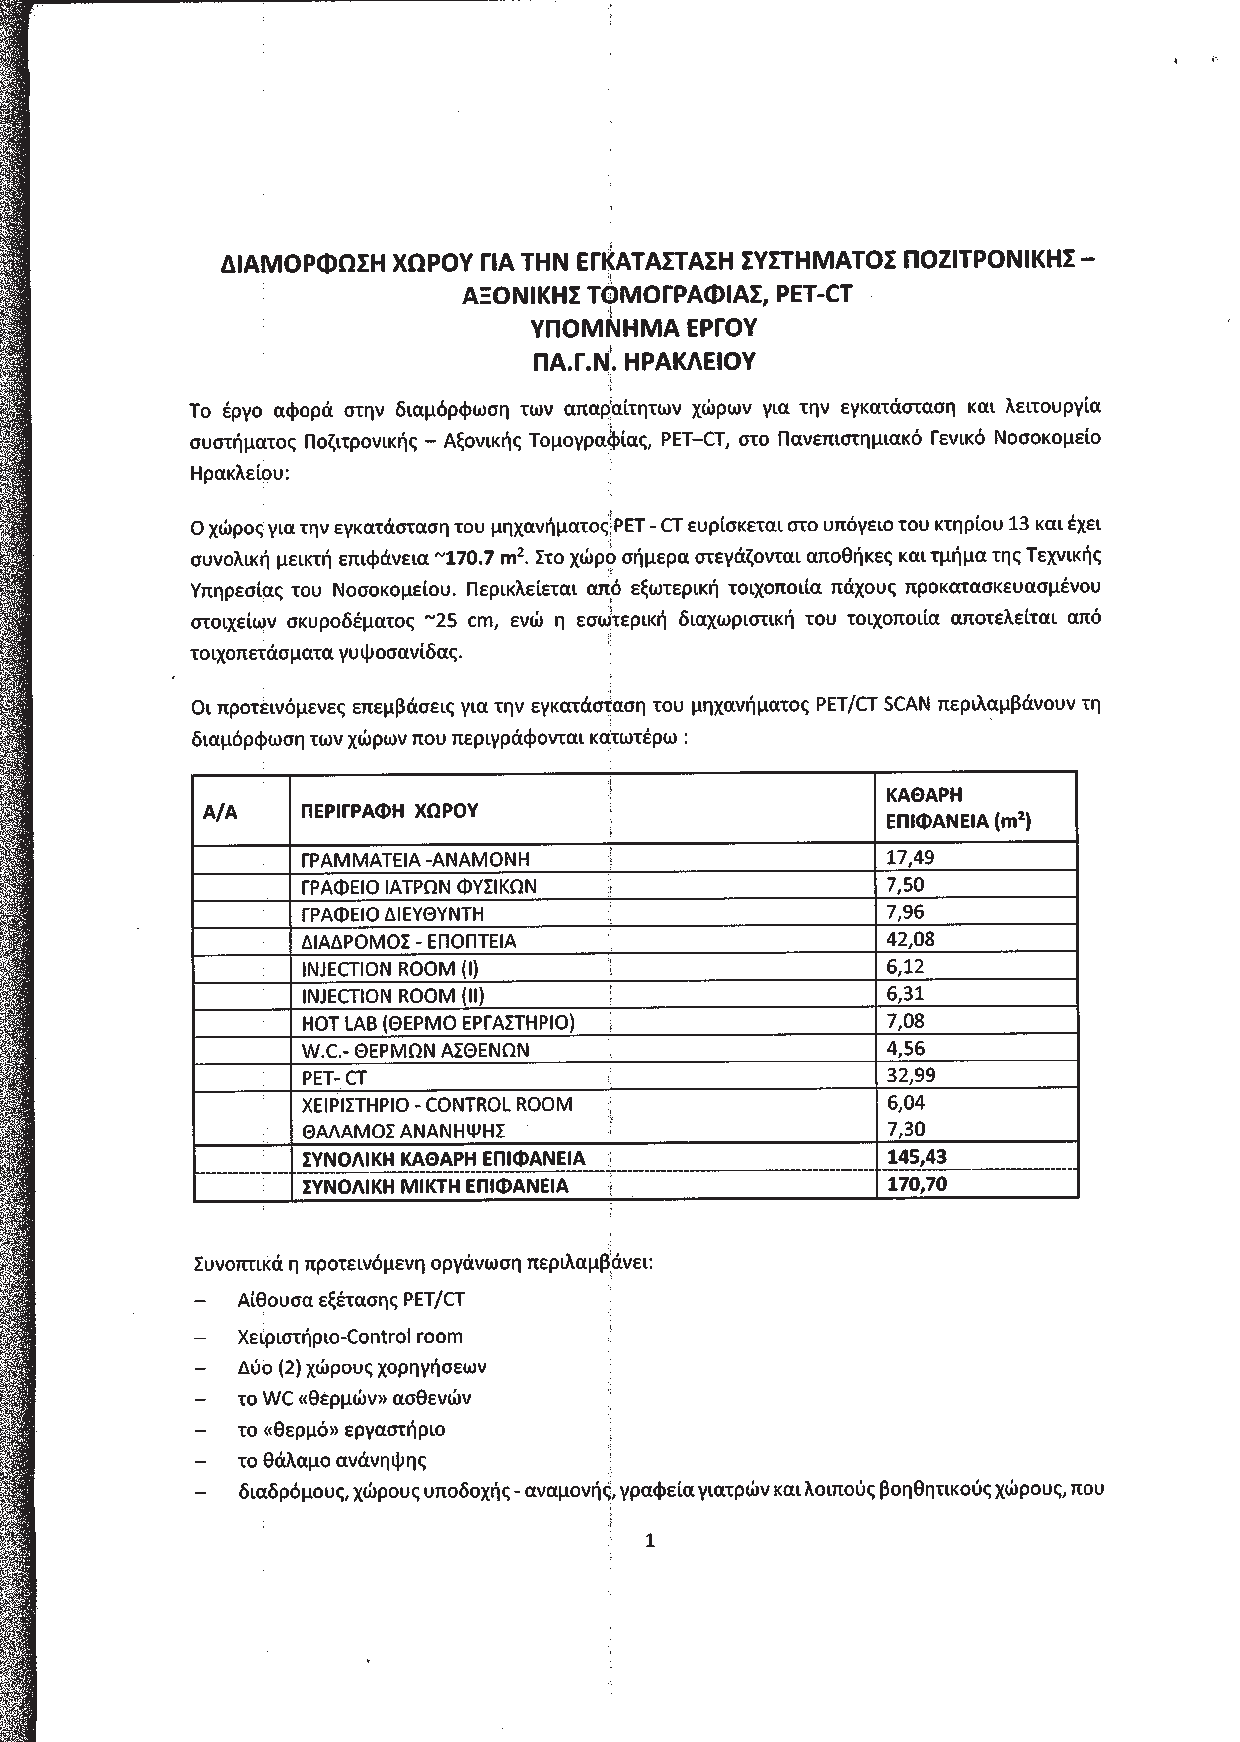 ΔΙΑΜΟΡΦΩΣΗ ΧΩΡΟΥ ΓΙΑ ΤΗΝ ΕΓΚΑΤΑΣΤΑΣΗ ΣΥΣΤΗΜΑΤΟΣ ΠΟΖΙΤΡΟΝΙΚΗΣ –
ΑΞΟΝΙΚΗΣ ΤΟΜΟΓΡΑΦΙΑΣ, PET-CT
ΥΠΟΜΝΗΜΑ ΕΡΓΟΥ
ΠΑ.Γ.Ν. ΗΡΑΚΛΕΙΟΥ
Το έργο αφορά στην διαμόρφωση των απαραίτητων χώρων για την εγκατάσταση και λειτουργία
συστήματος Ποζιτρονικής – Αξονικής Τομογραφίας, PET–CT, στο Πανεπιστημιακό Γενικό Νοσοκομείο
Ηρακλείου:
Ο χώρος για την εγκατάσταση του μηχανήματος PET - CT ευρίσκεται στο υπόγειο του κτηρίου 13 και έχει
συνολική μεικτή επιφάνεια ~170.7 m². Στο χώρο σήμερα στεγάζονται αποθήκες και τμήμα της Τεχνικής
Υπηρεσίας του Νοσοκομείου. Περικλείεται από εξωτερική τοιχοποιία πάχους προκατασκευασμένου
στοιχείων σκυροδέματος ~25 cm, ενώ η εσωτερική διαχωριστική του τοιχοποιία αποτελείται από
τοιχοπετάσματα γυψοσανίδας.
Οι προτεινόμενες επεμβάσεις για την εγκατάσταση του μηχανήματος PET/CT SCAN περιλαμβάνουν τη
διαμόρφωση των χώρων που περιγράφονται κατωτέρω :
Α/Α ΠΕΡΙΓΡΑΦΗ ΧΩΡΟΥ ΚΑΘΑΡΗ ΕΠΙΦΑΝΕΙΑ (m²)
ΓΡΑΜΜΑΤΕΙΑ -ΑΝΑΜΟΝΗ 17,49
ΓΡΑΦΕΙΟ ΙΑΤΡΩΝ ΦΥΣΙΚΩΝ 7,50
ΓΡΑΦΕΙΟ ΔΙΕΥΘΥΝΤΗ 7,96
ΔΙΑΔΡΟΜΟΣ - ΕΠΟΠΤΕΙΑ 42,08
INJECTION ROOM (I) 6,12
INJECTION ROOM (II) 6,31
HOT LAB (ΘΕΡΜΟ ΕΡΓΑΣΤΗΡΙΟ) 7,08
W.C.- ΘΕΡΜΩΝ ΑΣΘΕΝΩΝ 4,56
PET- CT 32,99
ΧΕΙΡΙΣΤΗΡΙΟ - CONTROL ROOM 6,04
ΘΑΛΑΜΟΣ ΑΝΑΝΗΨΗΣ 7,30
ΣΥΝΟΛΙΚΗ ΚΑΘΑΡΗ ΕΠΙΦΑΝΕΙΑ 145,43
ΣΥΝΟΛΙΚΗ ΜΙΚΤΗ ΕΠΙΦΑΝΕΙΑ 170,70
Συνοπτικά η προτεινόμενη οργάνωση περιλαμβάνει:
– Αίθουσα εξέτασης PET/CT
– Χειριστήριο-Control room
– Δύο (2) χώρους χορηγήσεων
– το WC «θερμών» ασθενών
– το «θερμό» εργαστήριο
– το θάλαμο ανάνηψης
– διαδρόμους, χώρους υποδοχής - αναμονής, γραφεία γιατρών και λοιπούς βοηθητικούς χώρους, που
1